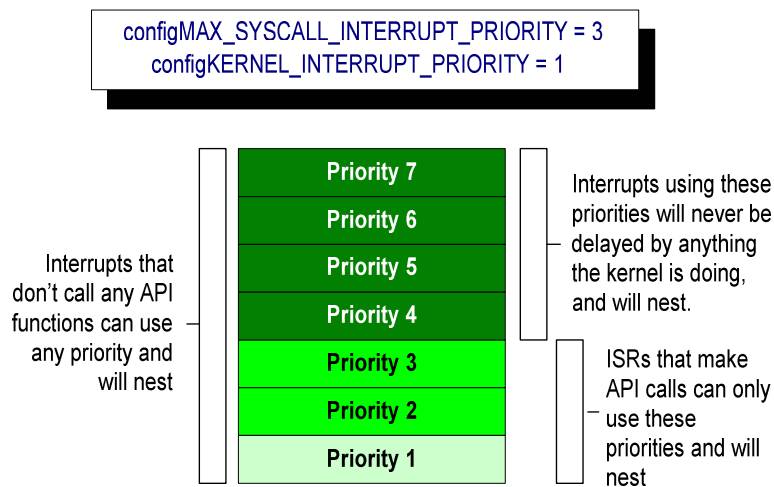 configMAX_SYSCALL_INTERRUPT_PRIORITY = 3
configKERNEL_INTERRUPT_PRIORITY = 1
Interrupts that
don't call any API
functions can use
any priority and
will nest
Priority 7
Priority 6
Priority 5
Priority 4
Priority 3
Priority 2
Priority 1
Interrupts using these
priorities will never be
delayed by anything
the kernel is doing,
and will nest.
ISRs that make
API calls can only
use these
priorities and will
nest